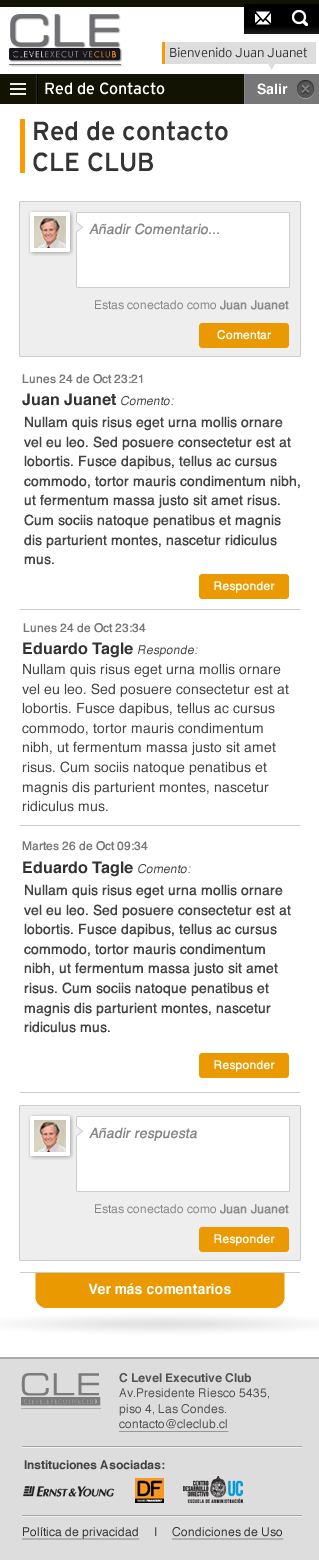 CLE
C LEVEL EXECUTIVE CLUB
Bienvenido Juan Juanet
Red de Contacto
Salir
Red de contacto
CLE CLUB
Añadir Comentario...
Estas conectado como Juan Juanet
Comentar
Lunes 24 de Oct 23:21
Juan Juanet Comento:
Nullam quis risus eget urna mollis ornare
vel eu leo. Sed posuere consectetur est at
lobortis. Fusce dapibus, tellus ac cursus
commodo, tortor mauris condimentum nibh,
ut fermentum massa justo sit amet risus.
Cum sociis natoque penatibus et magnis
dis parturient montes, nascetur ridiculus
mus.
Responder
Lunes 24 de Oct 23:34
Eduardo Tagle Responde:
Nullam quis risus eget urna mollis ornare
vel eu leo. Sed posuere consectetur est at
lobortis. Fusce dapibus, tellus ac cursus
commodo, tortor mauris condimentum
nibh, ut fermentum massa justo sit amet
risus. Cum sociis natoque penatibus et
magnis dis parturient montes, nascetur
ridiculus mus.
Martes 26 de Oct 09:34
Eduardo Tagle Comento:
Nullam quis risus eget urna mollis ornare
vel eu leo. Sed posuere consectetur est at
lobortis. Fusce dapibus, tellus ac cursus
commodo, tortor mauris condimentum
nibh, ut fermentum massa justo sit amet
risus. Cum sociis natoque penatibus et
magnis dis parturient montes, nascetur
ridiculus mus.
Responder
Añadir respuesta
Estas conectado como Juan Juanet
Responder
Ver más comentarios
CLE
C LEVEL EXECUTIVE CLUB
C Level Executive Club
Av.Presidente Riesco 5435,
piso 4, Las Condes.
contacto@cleclub.cl
Instituciones Asociadas:
ERNST & YOUNG
DF
DIARIO FINANCIERO
CENTRO
DESARROLLO
DIRECTIVO
UC
ESCUELA DE ADMINISTRACIÓN
Política de privacidad | Condiciones de Uso